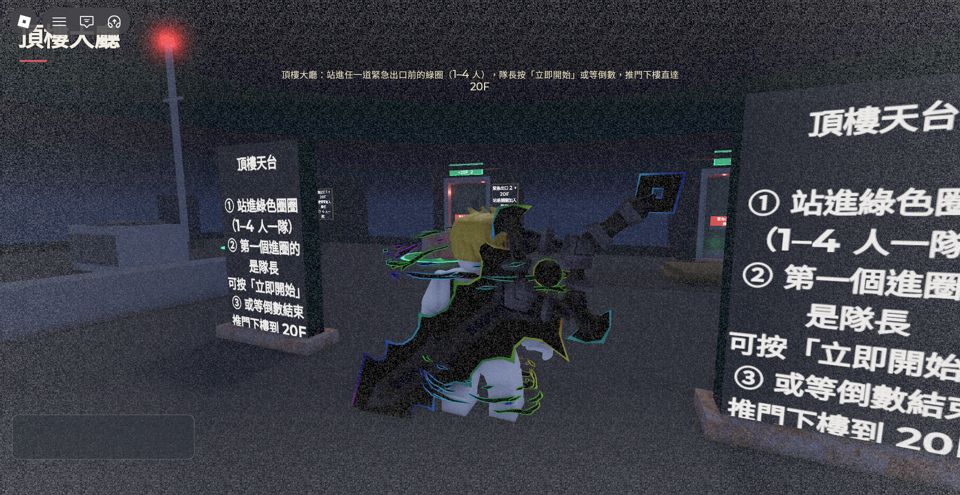 頂樓大廳
頂樓大廳：站進任一道緊急出口前的綠圈（1–4 人），隊長按「立即開始」或等倒數，推門下樓直達
20F
頂樓天台
① 站進綠色圈圈
（1–4 人一隊）
② 第一個進圈的
是隊長
可按「立即開始」
③ 或等倒數結束
推門下樓到 20F
緊急出口 2
20F
頂樓天台
① 站進綠色圈
（1–4 人一隊
② 第一個進圈
是隊長
可按「立即開始
③ 或等倒數結
推門下樓到 20